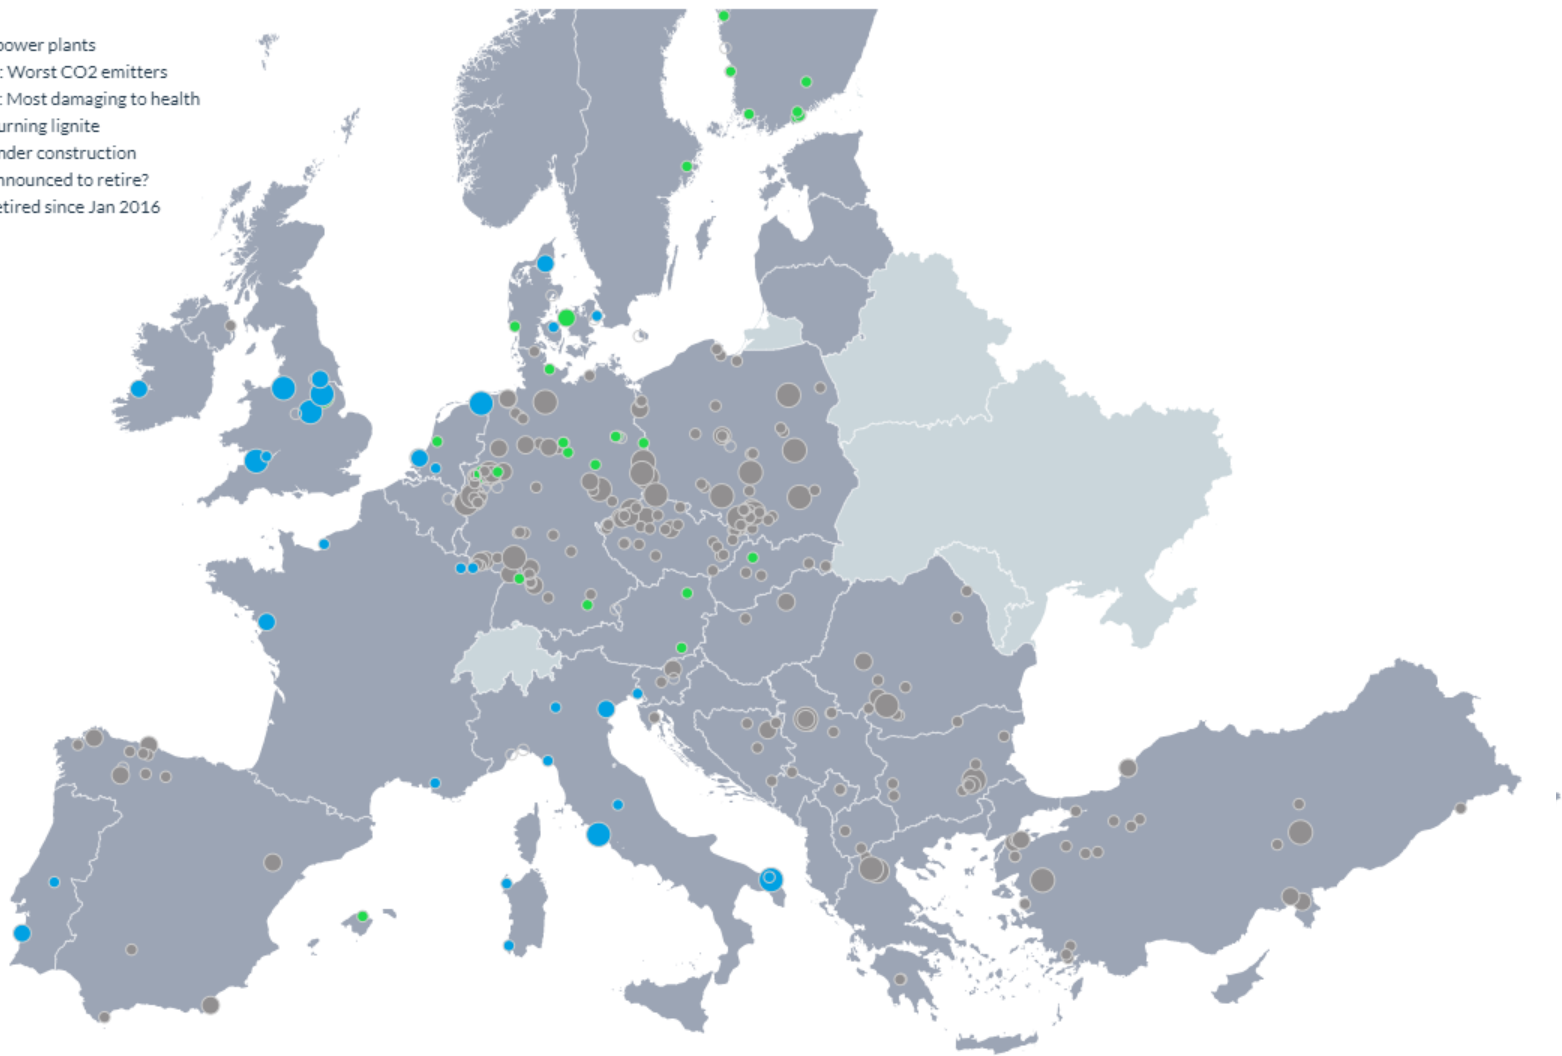 power plants
: Worst CO2 emitters
: Most damaging to health
urning lignite
nder construction
nnounced to retire?
etired since Jan 2016